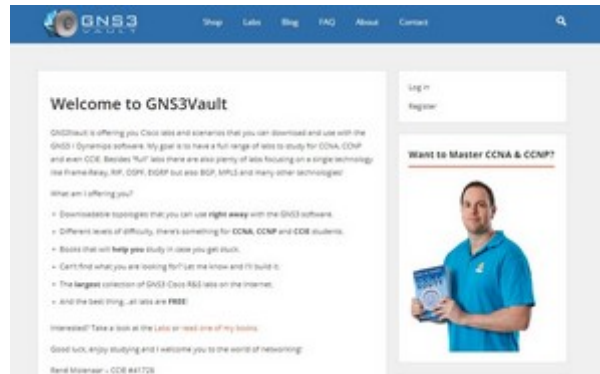 GNS3
VAULT
Shop Labs Blog FAQ About Contact
Welcome to GNS3Vault
GNS3Vault is offering you Cisco labs and scenarios that you can download and use with the
GNS3 / Dynamips software. My goal is to have a full range of labs to study for CCNA, CCNP
and even CCIE. Besides "full" labs there are also plenty of labs focusing on a single technology
like Frame-Relay, RIP, OSPF, EIGRP but also BGP, MPLS and many other technologies!
What am I offering you?
Downloadable topologies that you can use right away with the GNS3 software.
Different levels of difficulty, there's something for CCNA, CCNP and CCIE students.
Books that will help you study in case you get stuck.
Can't find what you are looking for? Let me know and I'll build it.
The largest collection of GNS3 Cisco R&S labs on the Internet.
And the best thing...all labs are FREE!
Interested? Take a look at the Labs or read one of my books.
Good luck, enjoy studying and I welcome you to the world of networking!
René Molenaar – CCIE #41726
Log in
Register
Want to Master CCNA & CCNP?